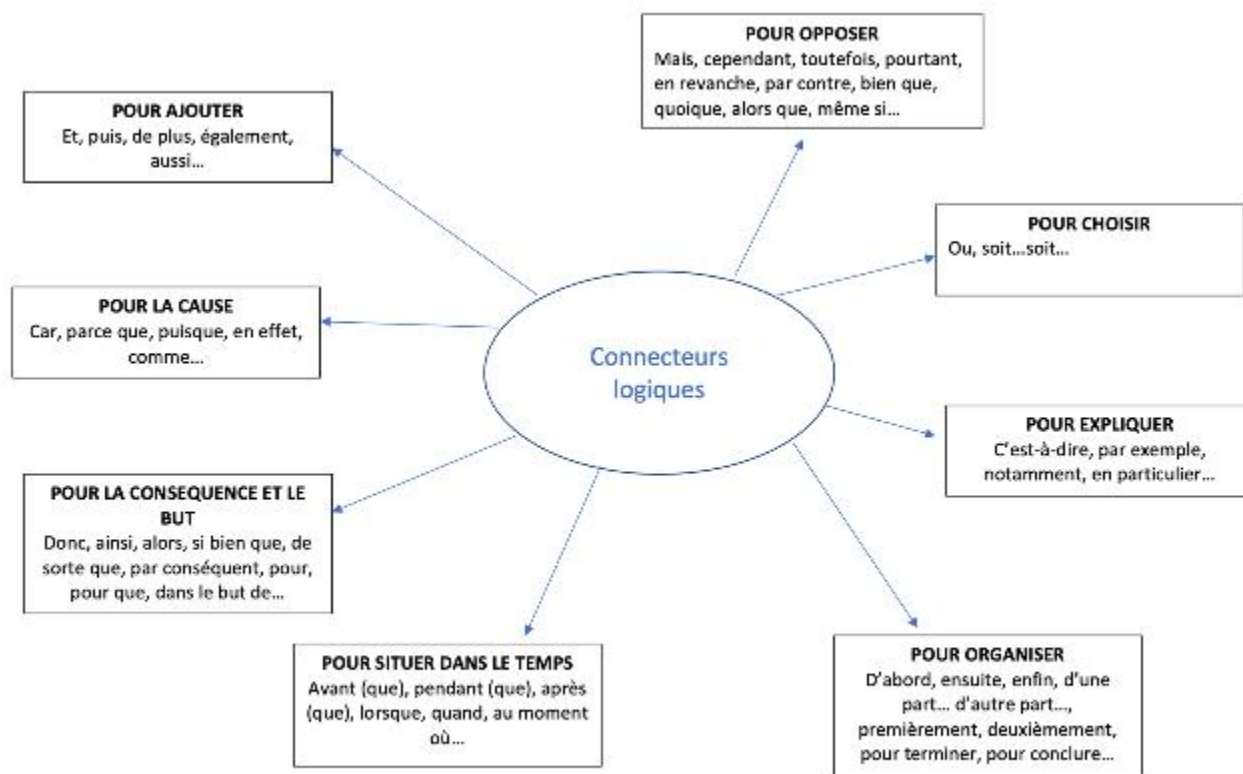 POUR OPPOSER
Mais, cependant, toutefois, pourtant,
en revanche, par contre, bien que,
quoique, alors que, même si…
POUR AJOUTER
Et, puis, de plus, également,
aussi…
POUR CHOISIR
Ou, soit…soit…
POUR LA CAUSE
Car, parce que, puisque, en effet,
comme…
Connecteurs
logiques
POUR EXPLIQUER
C'est-à-dire, par exemple,
notamment, en particulier…
POUR LA CONSEQUENCE ET LE
BUT
Donc, ainsi, alors, si bien que, de
sorte que, par conséquent, pour,
pour que, dans le but de…
POUR SITUER DANS LE TEMPS
Avant (que), pendant (que), après
(que), lorsque, quand, au moment
où…
POUR ORGANISER
D'abord, ensuite, enfin, d'une
part… d'autre part…,
premièrement, deuxièmement,
pour terminer, pour conclure…